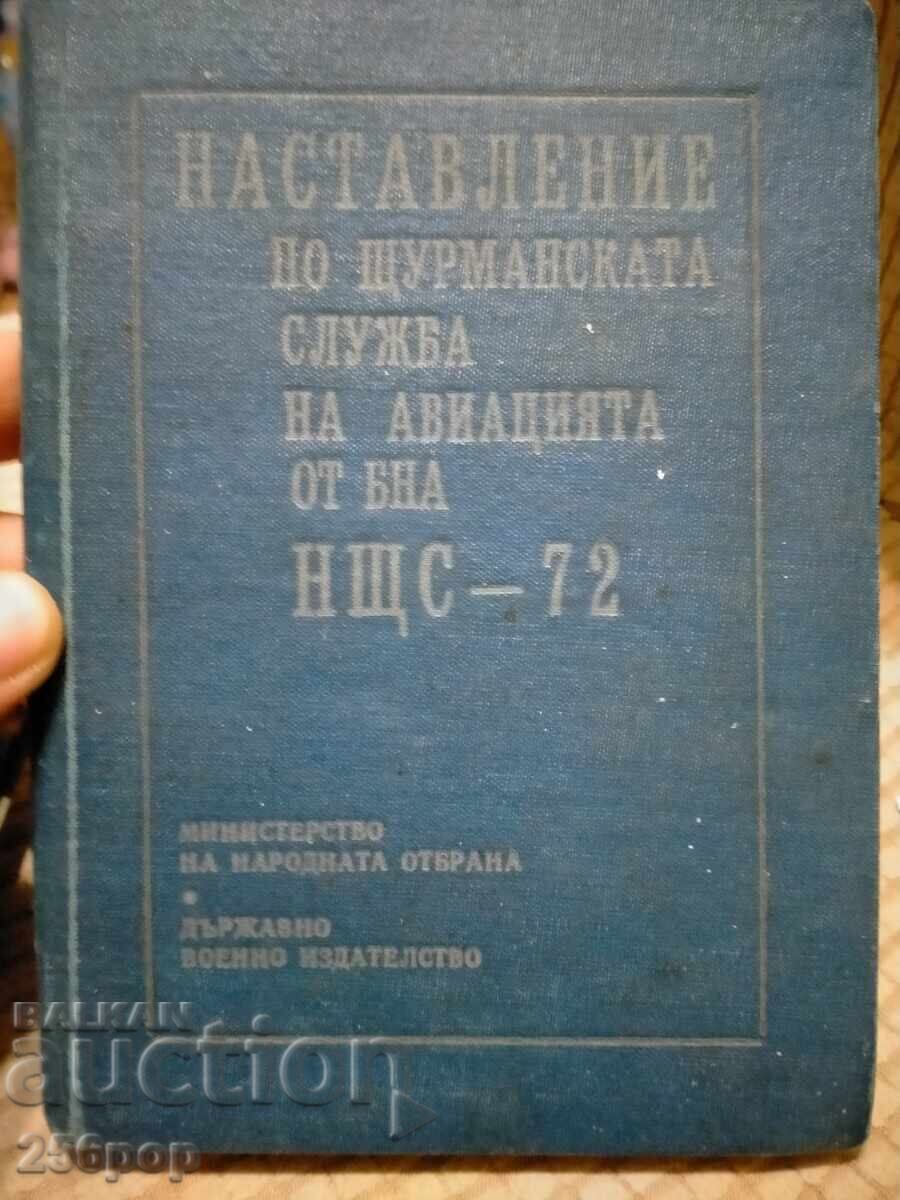 НАСТАВЛЕНИЕ
ПО ЩУРМАНСКАТА
СЛУЖБА
НА АВИАЦИЯТА
ОТ БНА
НЩС — 72
МИНИСТЕРСТВО
НА НАРОДНАТА ОТБРАНА
•
ДЪРЖАВНО
ВОЕННО ИЗДАТЕЛСТВО
BALKAN
auction
256pop